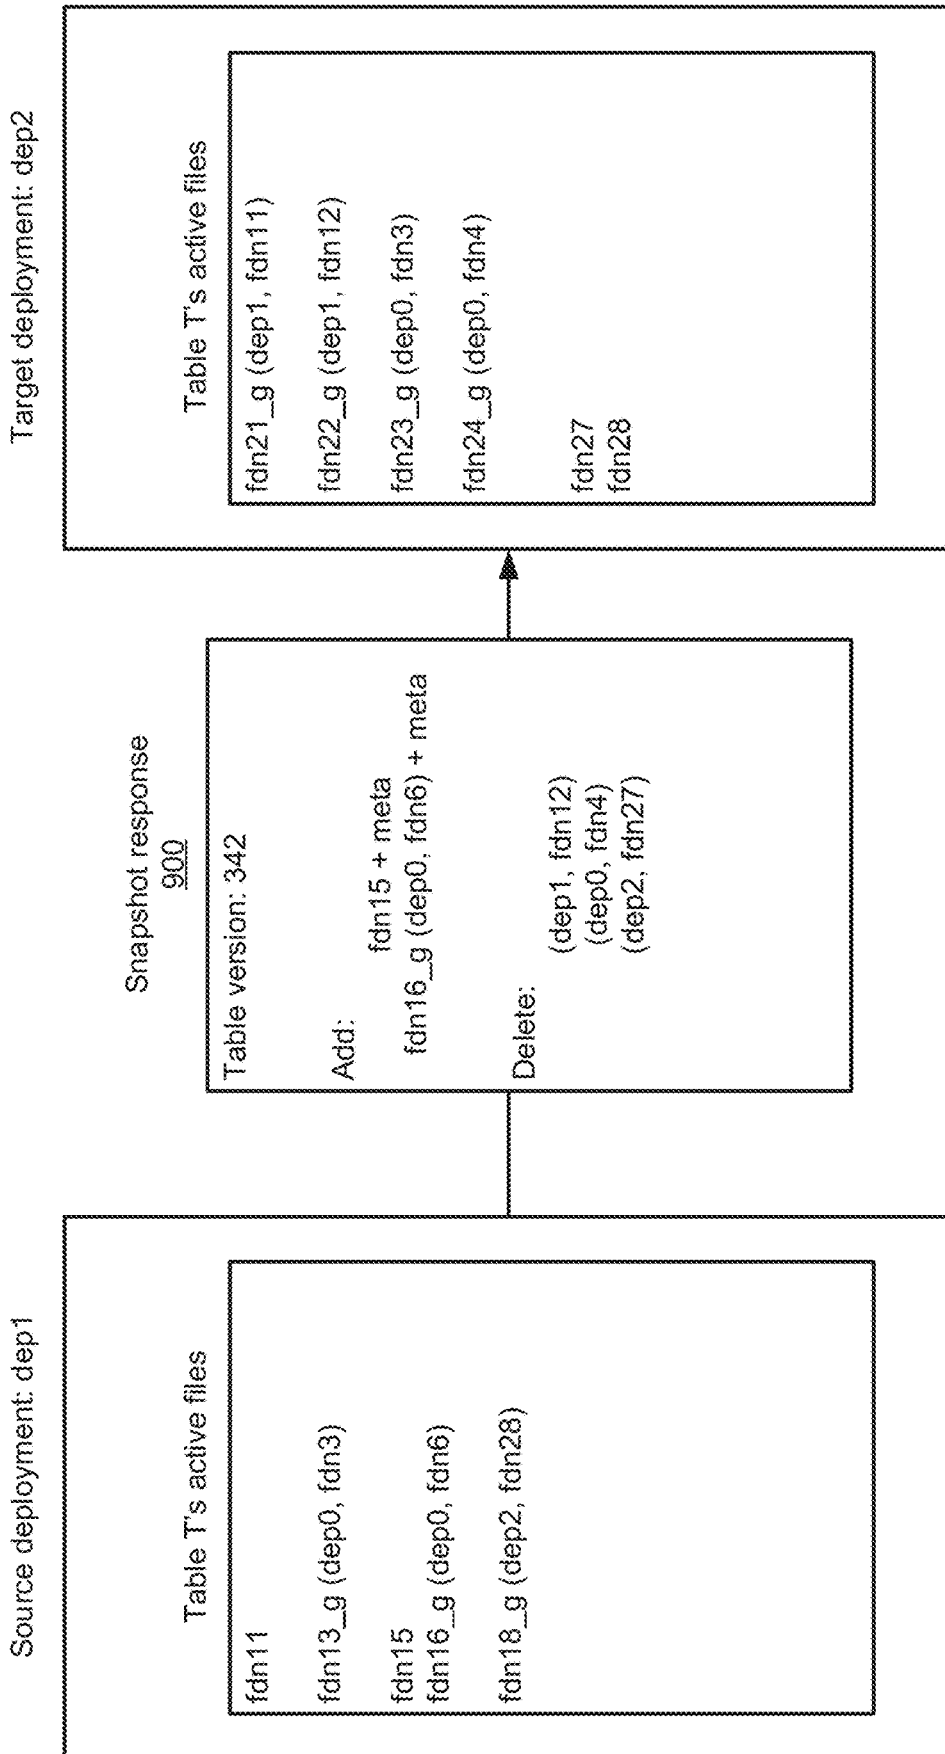 Source deployment: dep1
Table T's active files
fdn11
fdn13_g (dep0, fdn3)
fdn15
fdn16_g (dep0, fdn6)
fdn18_g (dep2, fdn28)
Snapshot response
900
Table version: 342
Add:
fdn15 + meta
fdn16_g (dep0, fdn6) + meta
Delete:
(dep1, fdn12)
(dep0, fdn4)
(dep2, fdn27)
Target deployment: dep2
Table T's active files
fdn21_g (dep1, fdn11)
fdn22_g (dep1, fdn12)
fdn23_g (dep0, fdn3)
fdn24_g (dep0, fdn4)
fdn27
fdn28